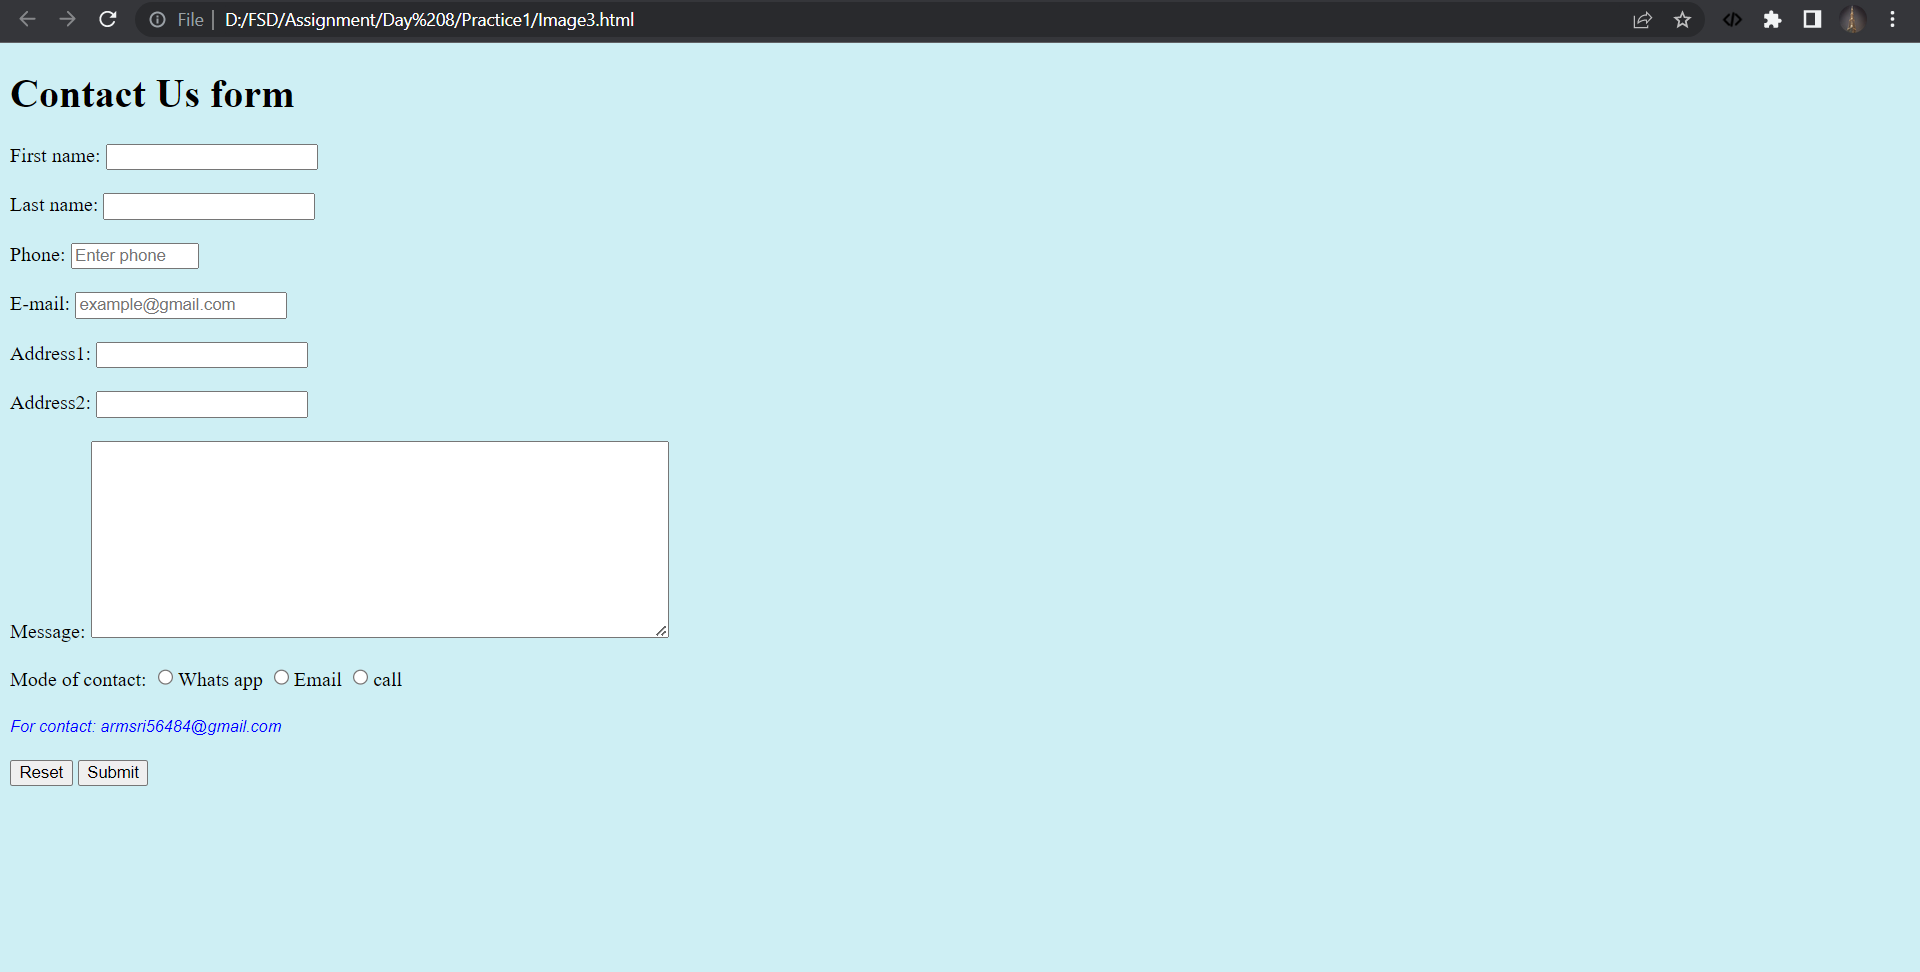 File | D:/FSD/Assignment/Day%208/Practice1/Image3.html
Contact Us form
First name:
Last name:
Phone: Enter phone
E-mail: example@gmail.com
Address1:
Address2:
Message:
Mode of contact: Whats app Email call
For contact: armsri56484@gmail.com
Reset Submit